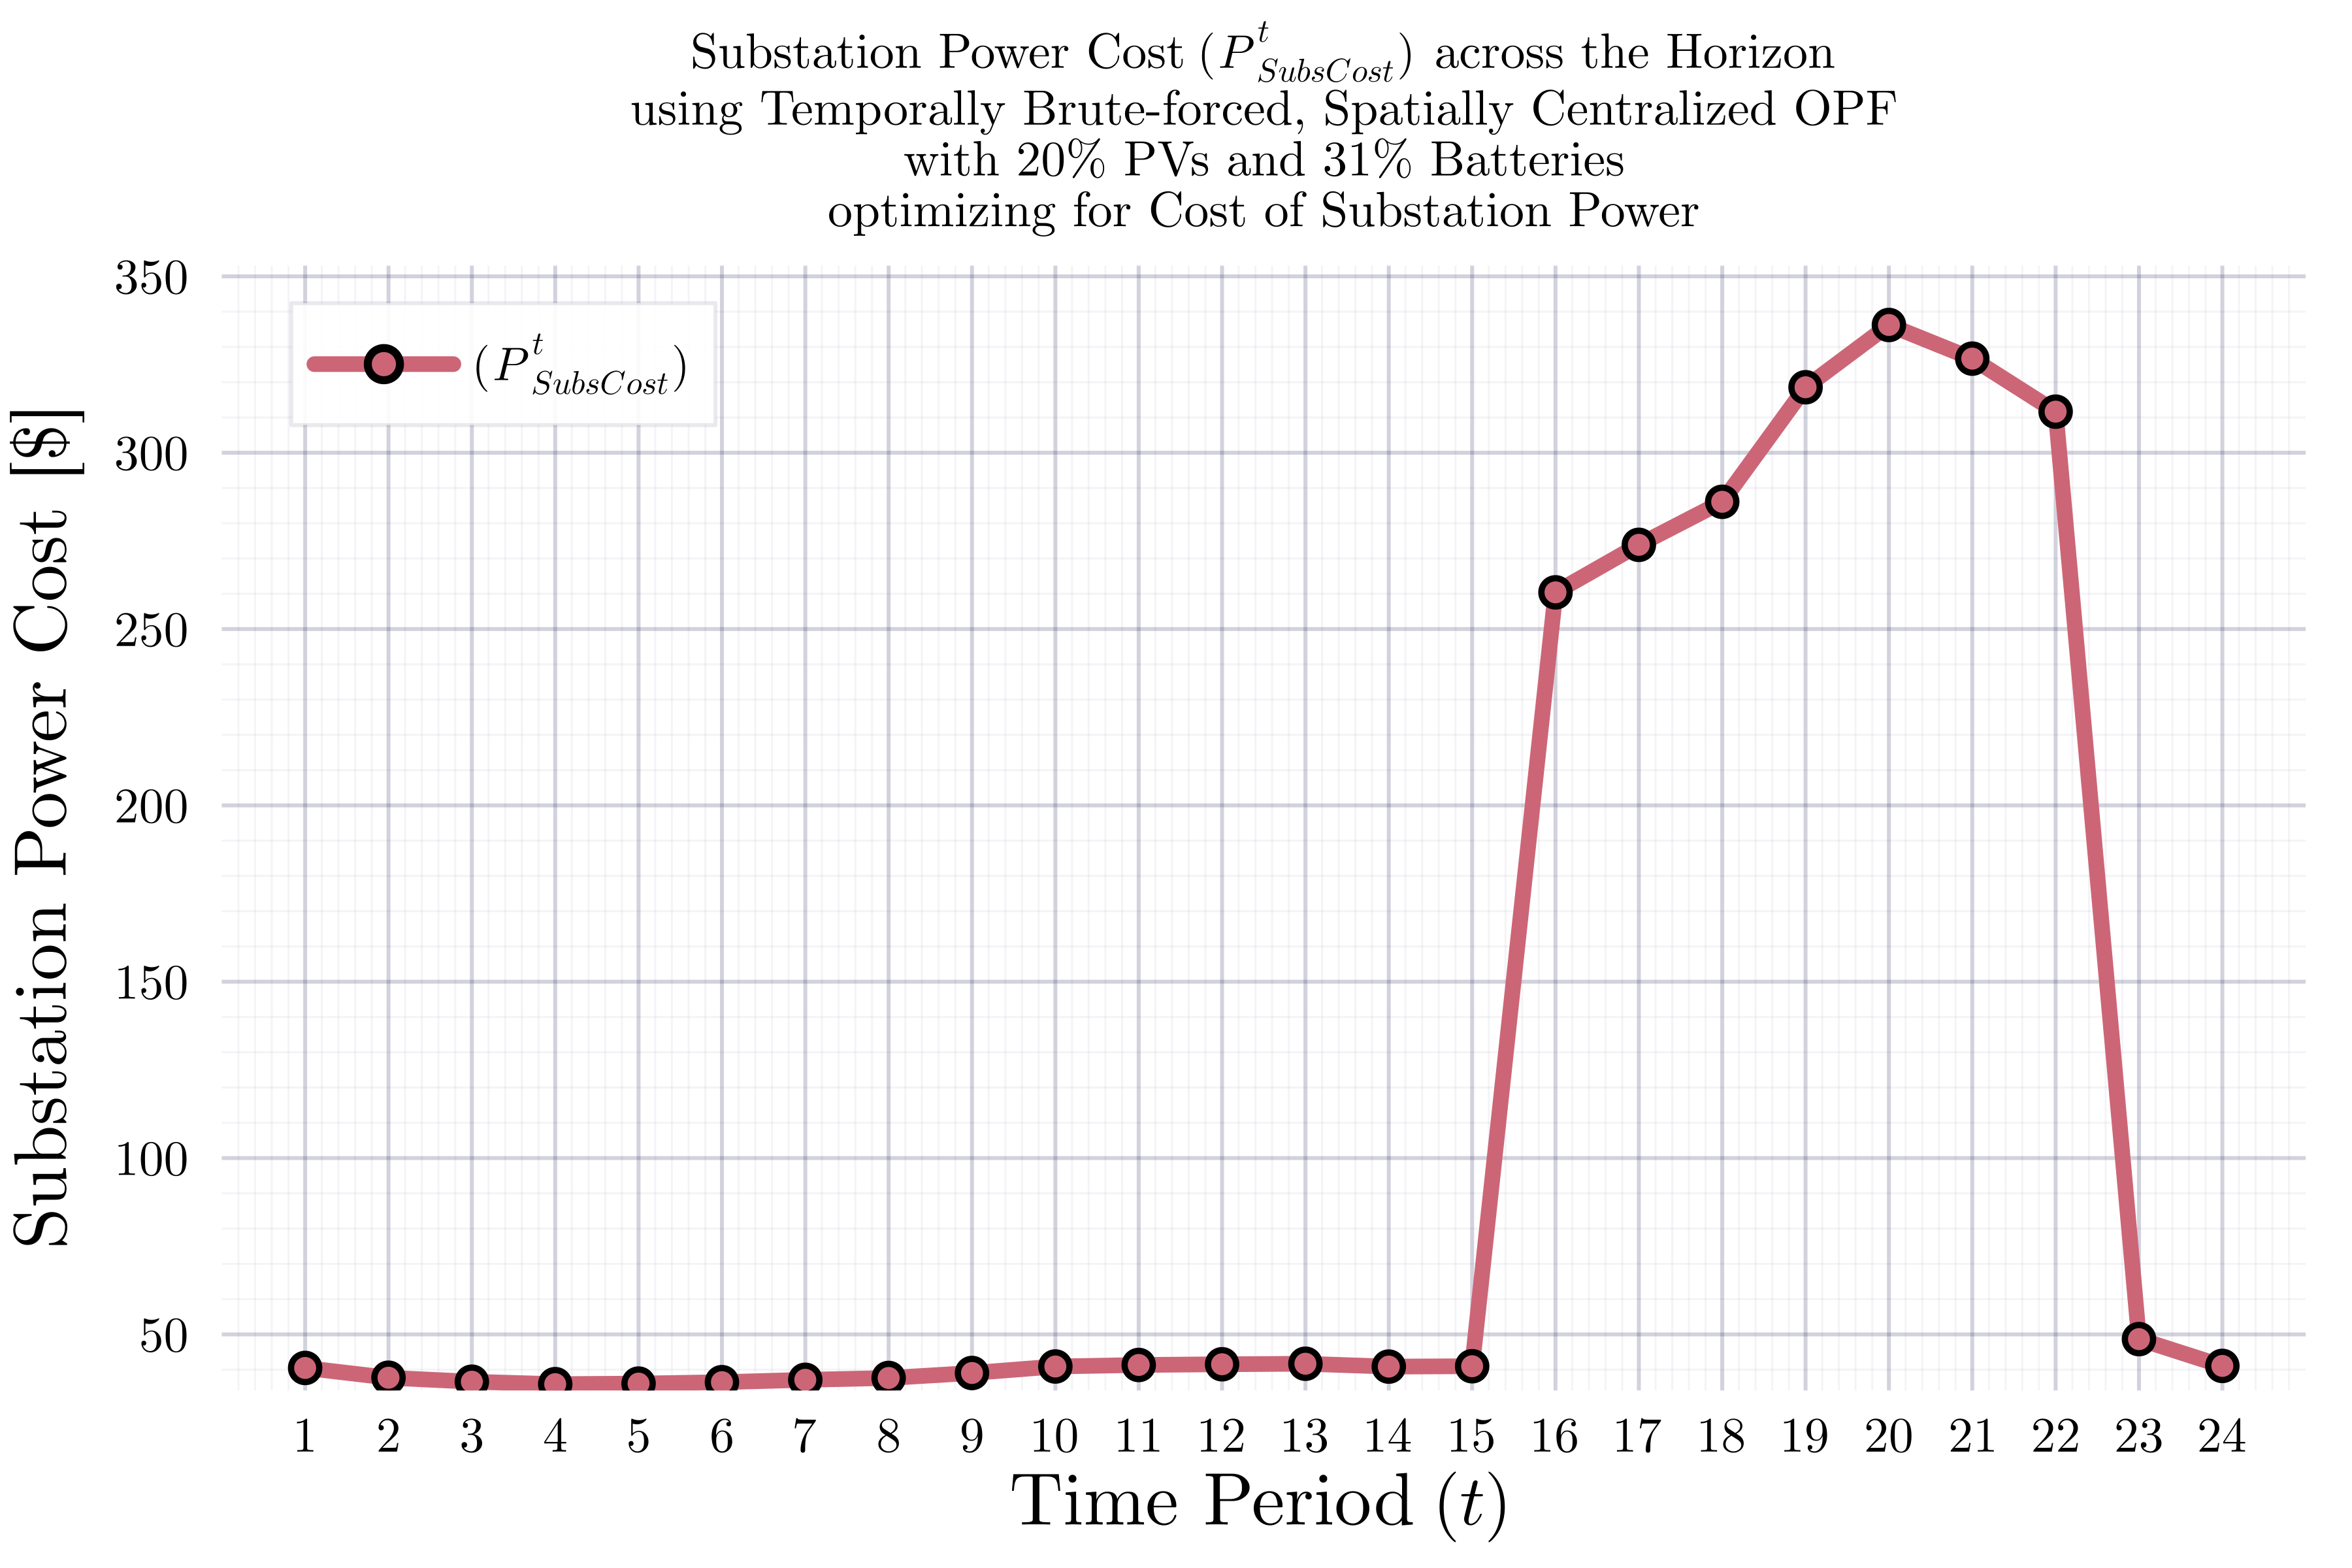 Substation Power Cost (P^t_SubsCost) across the Horizon
using Temporally Brute-forced, Spatially Centralized OPF
with 20% PVs and 31% Batteries
optimizing for Cost of Substation Power
350
300
250
200
150
100
50
Substation Power Cost [$]
(P^t_SubsCost)
1 2 3 4 5 6 7 8 9 10 11 12 13 14 15 16 17 18 19 20 21 22 23 24
Time Period (t)